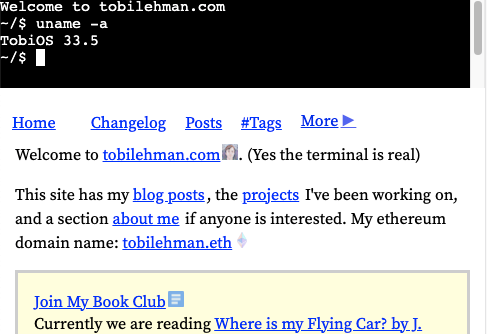 Welcome to tobilehman.com
~/$ uname -a
TobiOS 33.5
~/$
Home Changelog Posts #Tags More ▶
Welcome to tobilehman.com. (Yes the terminal is real)
This site has my blog posts, the projects I've been working on,
and a section about me if anyone is interested. My ethereum
domain name: tobilehman.eth
Join My Book Club
Currently we are reading Where is my Flying Car? by J.